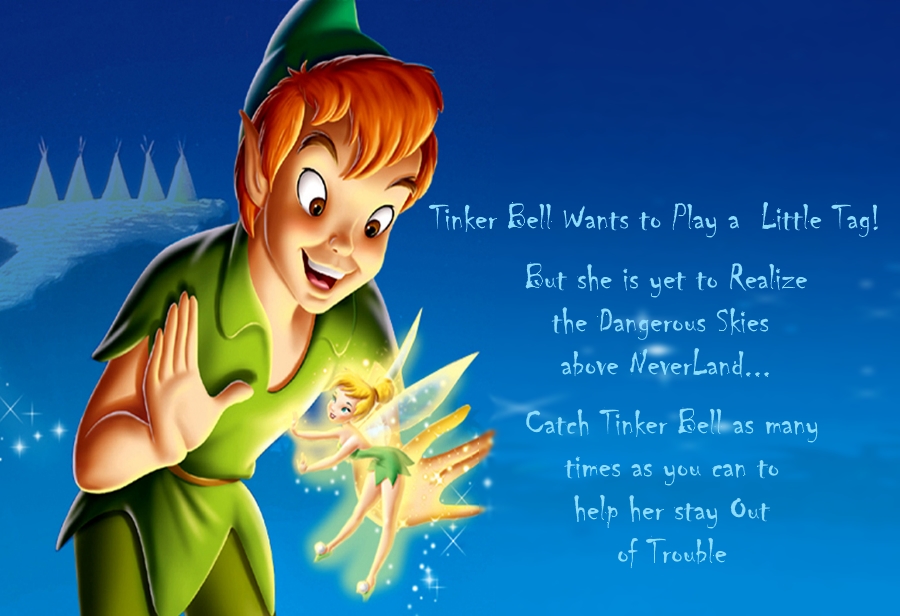 Tinker Bell Wants to Play a Little Tag!
But she is yet to Realize
the Dangerous Skies
above NeverLand...
Catch Tinker Bell as many
times as you can to
help her stay Out
of Trouble